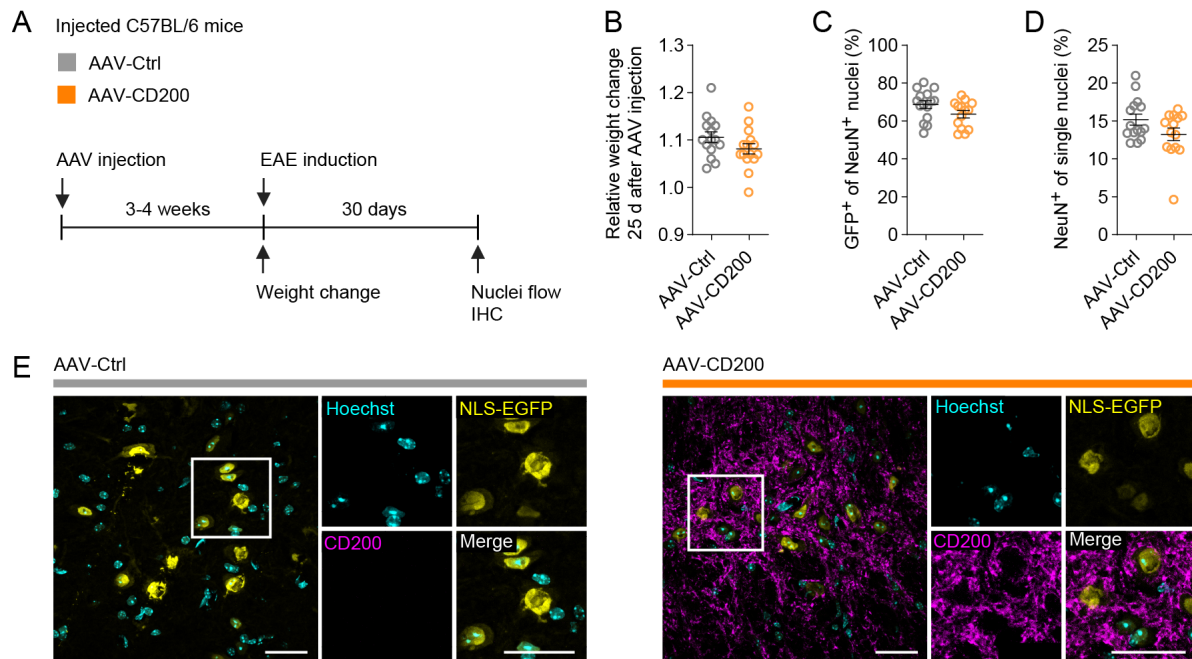 A
Injected C57BL/6 mice
AAV-Ctrl
AAV-CD200
AAV injection
EAE induction
3-4 weeks
30 days
Weight change
Nuclei flow
IHC
B
Relative weight change
25 d after AAV injection
1.3
1.2
1.1
1.0
0.9
AAV-Ctrl
AAV-CD200
C
GFP⁺ of NeuN⁺ nuclei (%)
100
80
60
40
20
0
AAV-Ctrl
AAV-CD200
D
NeuN⁺ of single nuclei (%)
25
20
15
10
5
0
AAV-Ctrl
AAV-CD200
E
AAV-Ctrl
Hoechst
NLS-EGFP
CD200
Merge
AAV-CD200
Hoechst
NLS-EGFP
CD200
Merge